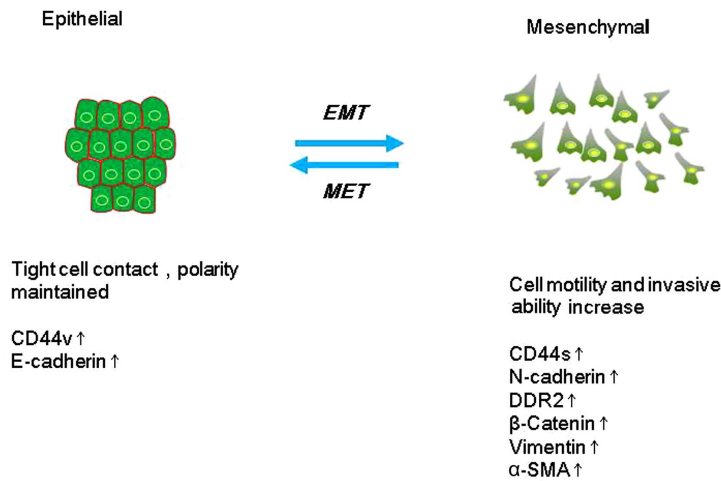 Epithelial
Mesenchymal
EMT
MET
Tight cell contact , polarity
maintained
CD44v↑
E-cadherin↑
Cell motility and invasive
ability increase
CD44s↑
N-cadherin↑
DDR2↑
β-Catenin↑
Vimentin↑
α-SMA↑